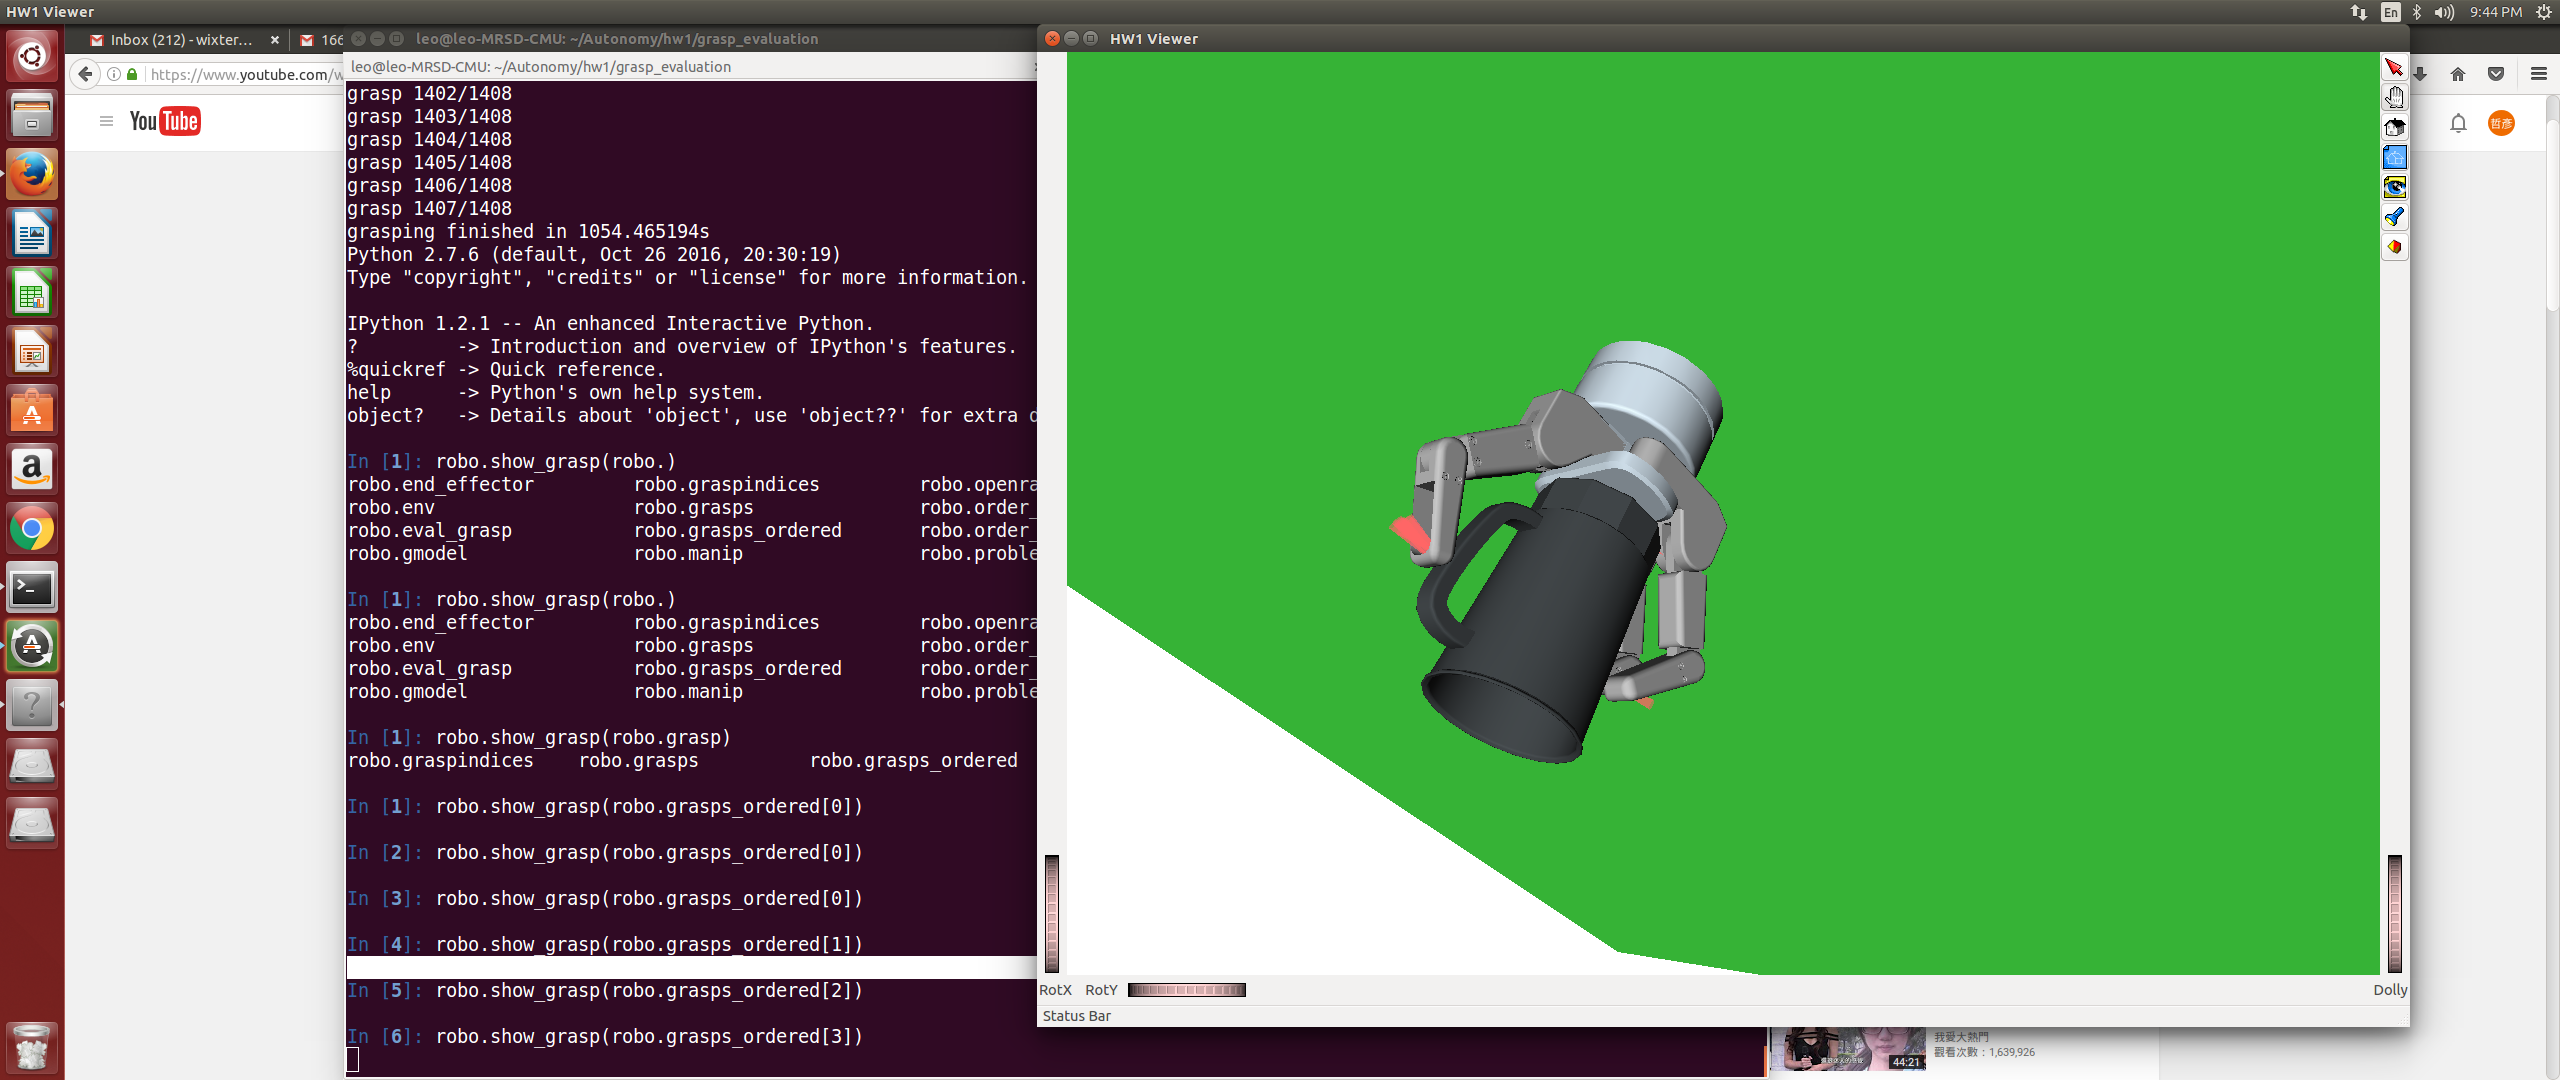 HW1 Viewer
En
9:44 PM
Inbox (212) - wixter...
166
https://www.youtube.com/w
YouTube
哲彥
leo@leo-MRSD-CMU: ~/Autonomy/hw1/grasp_evaluation
leo@leo-MRSD-CMU: ~/Autonomy/hw1/grasp_evaluation
grasp 1402/1408
grasp 1403/1408
grasp 1404/1408
grasp 1405/1408
grasp 1406/1408
grasp 1407/1408
grasping finished in 1054.465194s
Python 2.7.6 (default, Oct 26 2016, 20:30:19)
Type "copyright", "credits" or "license" for more information.
IPython 1.2.1 -- An enhanced Interactive Python.
?         -> Introduction and overview of IPython's features.
%quickref -> Quick reference.
help      -> Python's own help system.
object?   -> Details about 'object', use 'object??' for extra d
In [1]: robo.show_grasp(robo.)
robo.end_effector         robo.graspindices         robo.openra
robo.env                  robo.grasps               robo.order_
robo.eval_grasp           robo.grasps_ordered       robo.order_
robo.gmodel               robo.manip                robo.proble
In [1]: robo.show_grasp(robo.)
robo.end_effector         robo.graspindices         robo.openra
robo.env                  robo.grasps               robo.order_
robo.eval_grasp           robo.grasps_ordered       robo.order_
robo.gmodel               robo.manip                robo.proble
In [1]: robo.show_grasp(robo.grasp)
robo.graspindices    robo.grasps          robo.grasps_ordered
In [1]: robo.show_grasp(robo.grasps_ordered[0])
In [2]: robo.show_grasp(robo.grasps_ordered[0])
In [3]: robo.show_grasp(robo.grasps_ordered[0])
In [4]: robo.show_grasp(robo.grasps_ordered[1])
In [5]: robo.show_grasp(robo.grasps_ordered[2])
In [6]: robo.show_grasp(robo.grasps_ordered[3])
HW1 Viewer
RotX RotY
Dolly
Status Bar
44:21
我愛大熱門
觀看次數：1,639,926